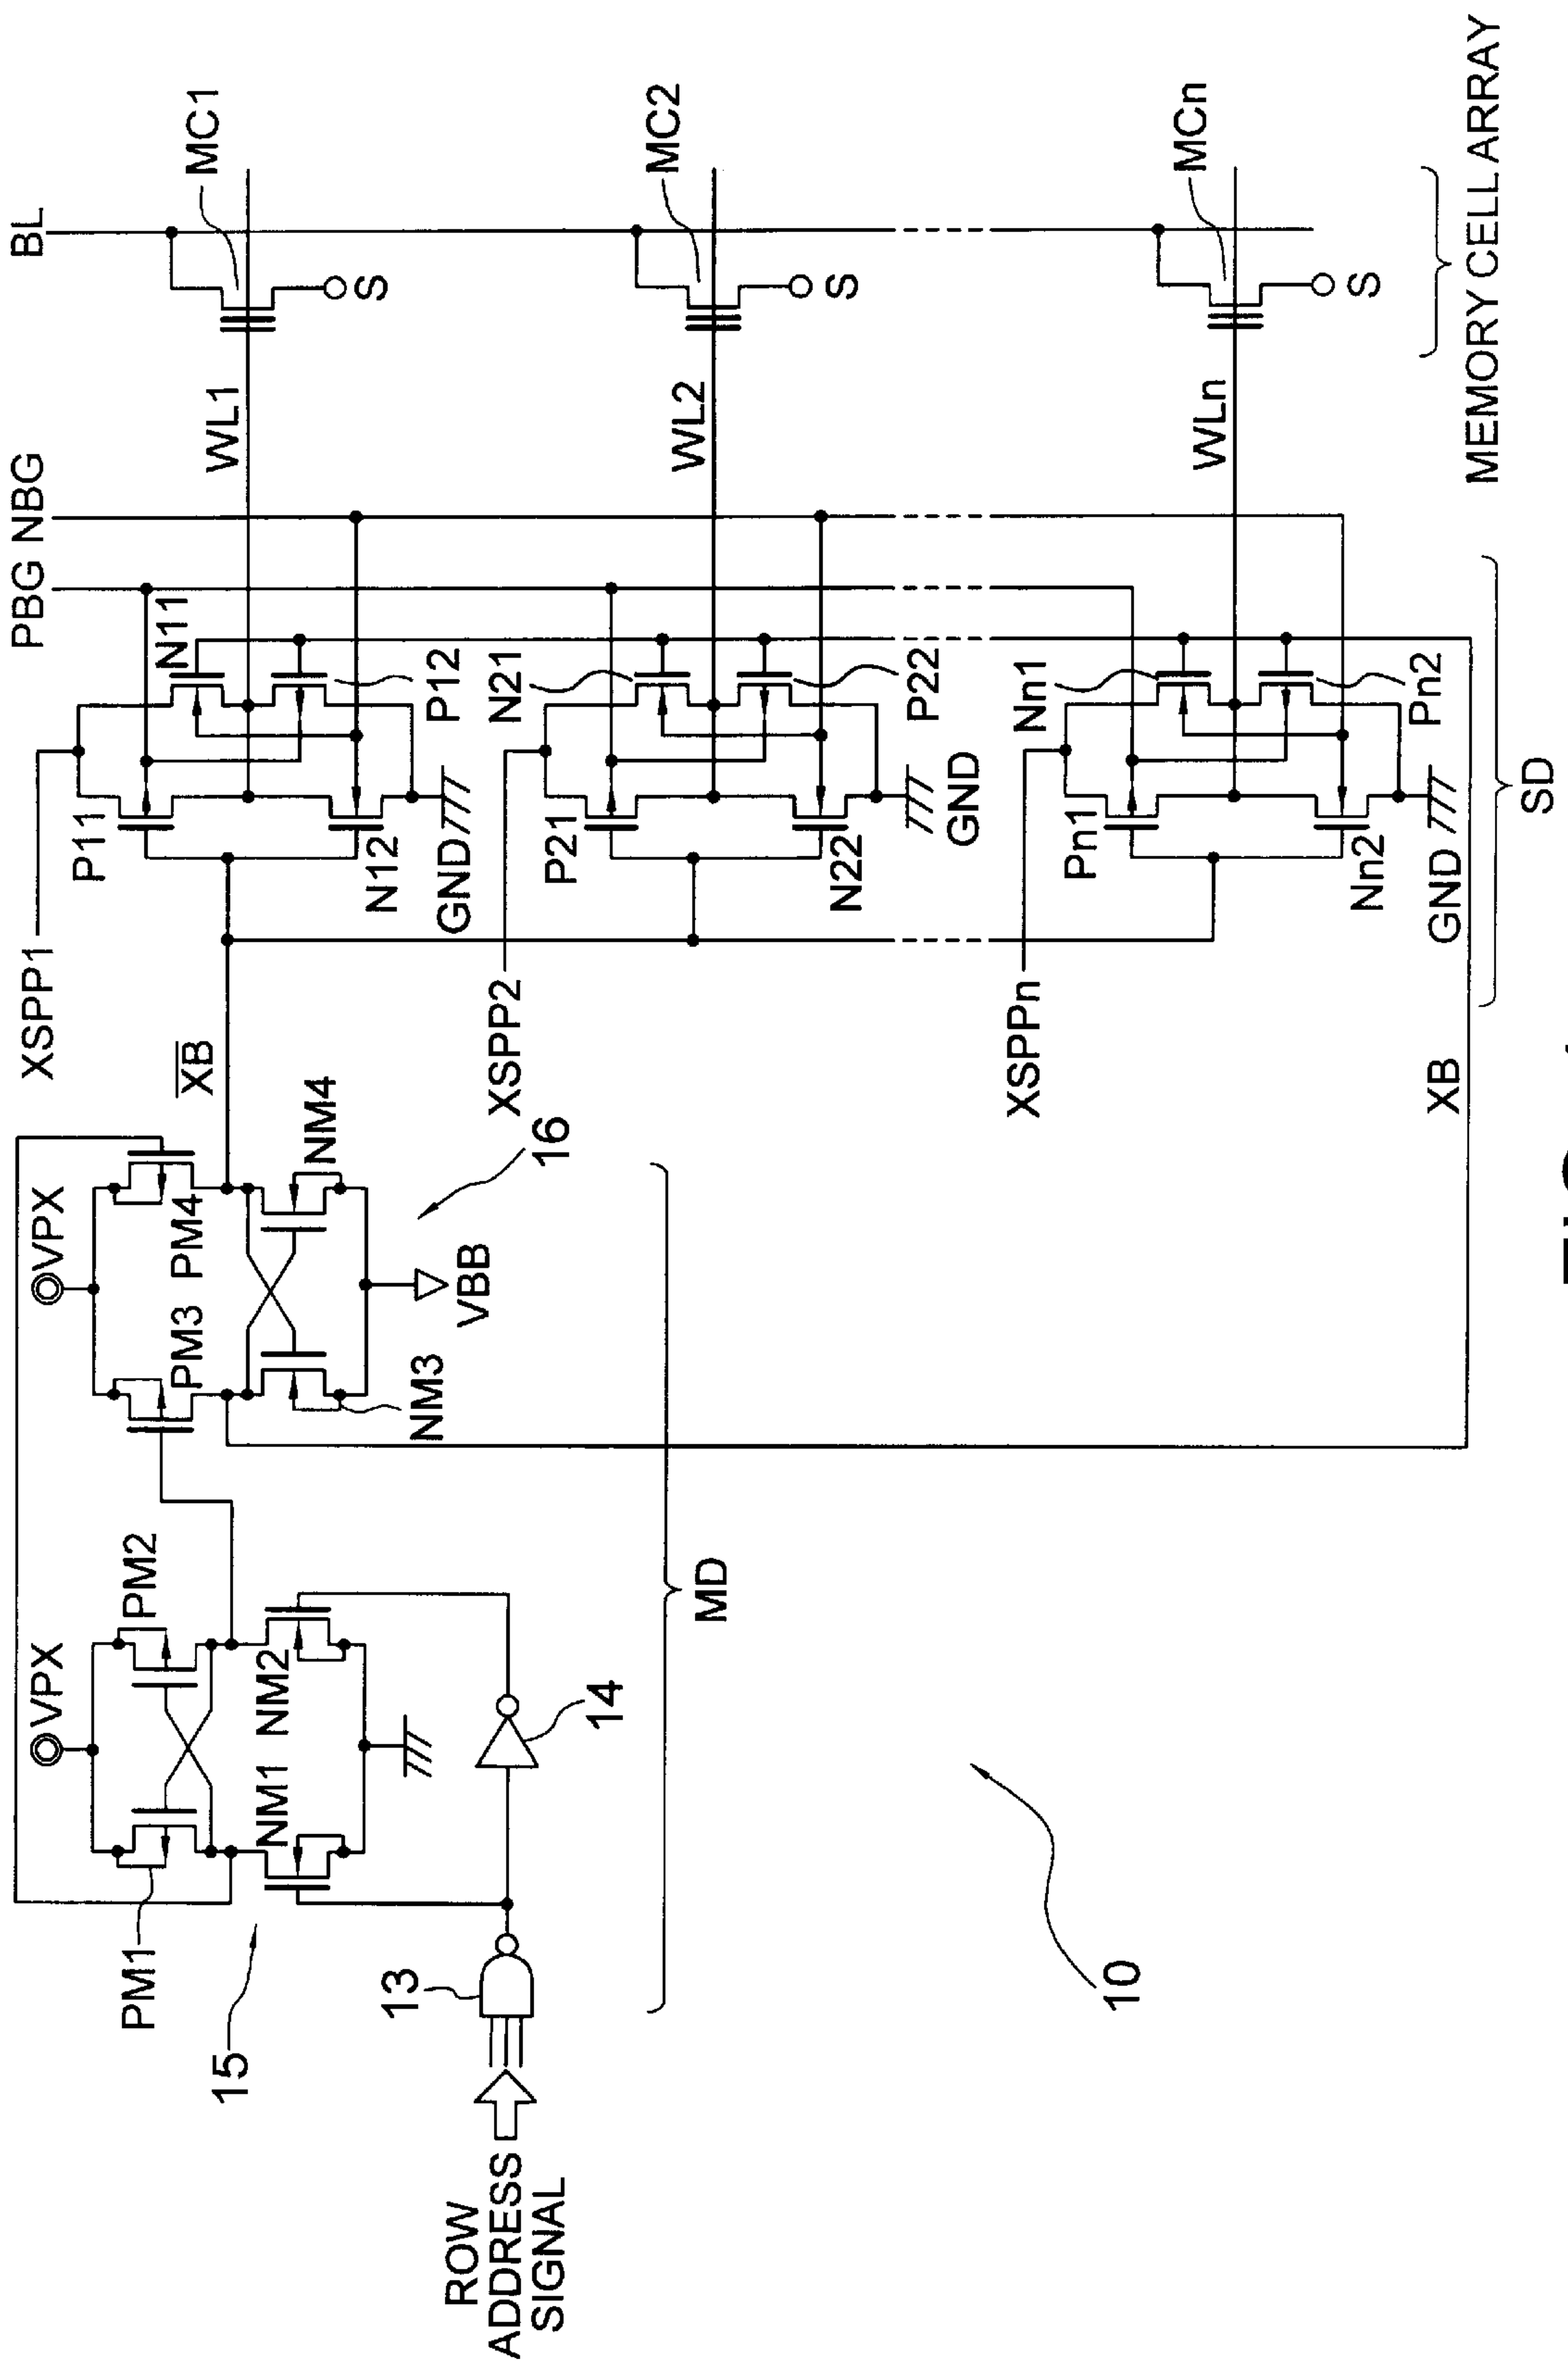 BL
PBG NBG
XSPP1
VPX
VPX
MC1
WL1
N11
P11
P12
N12
GND
XB
PM4
PM3
NM4
NM3
16
VBB
PM2
PM1
NM2
NM1
15
14
13
MD
ROW
ADDRESS
SIGNAL
10
MC2
WL2
S
N21
P21
P22
N22
GND
XSPP2
S
MCn
WLn
Nn1
Pn1
Pn2
Nn2
GND
XSPPn
S
XB
SD
MEMORY CELL ARRAY